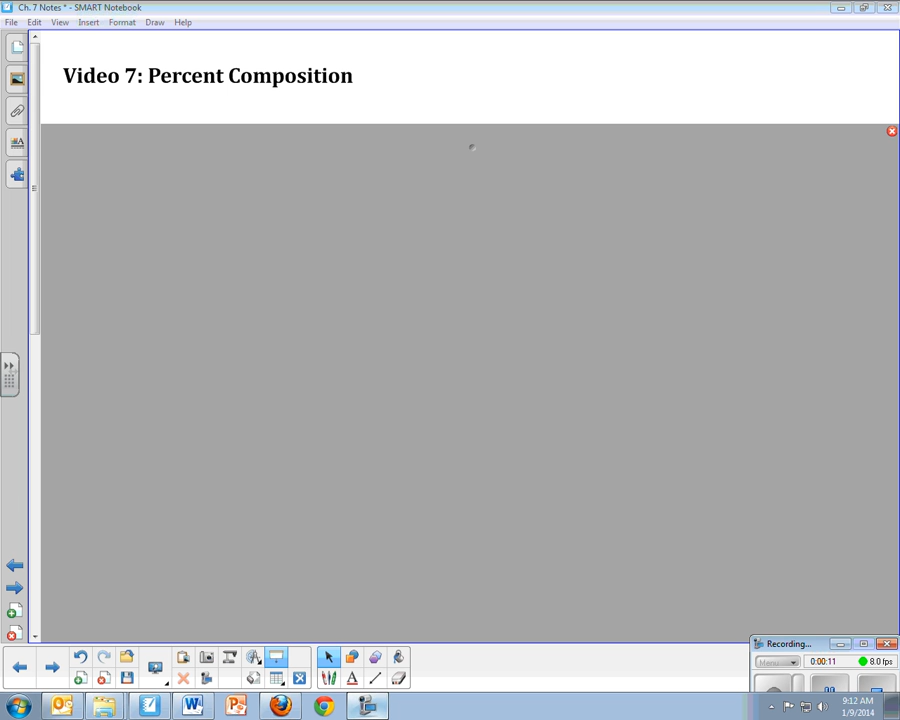 Ch. 7 Notes * - SMART Notebook
File Edit View Insert Format Draw Help
Video 7: Percent Composition
Recording...
Menu 0:00:11 8.0 fps
9:12 AM
1/9/2014